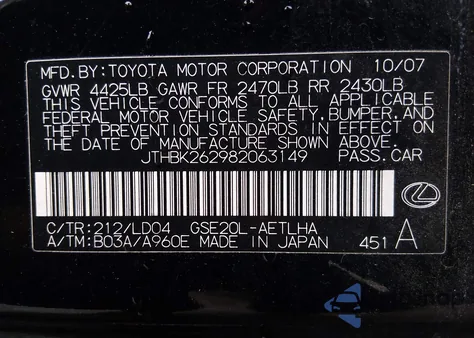 MFD.BY:TOYOTA MOTOR CORPORATION 10/07
GVWR 4425LB GAWR FR 2470LB RR 2430LB
THIS VEHICLE CONFORMS TO ALL APPLICABLE
FEDERAL MOTOR VEHICLE SAFETY,BUMPER,AND
THEFT PREVENTION STANDARDS IN EFFECT ON
THE DATE OF MANUFACTURE SHOWN ABOVE.
JTHBK262982063149 PASS.CAR
C/TR:212/LD04 GSE20L-AETLHA
A/TM:B03A/A960E MADE IN JAPAN 451 A